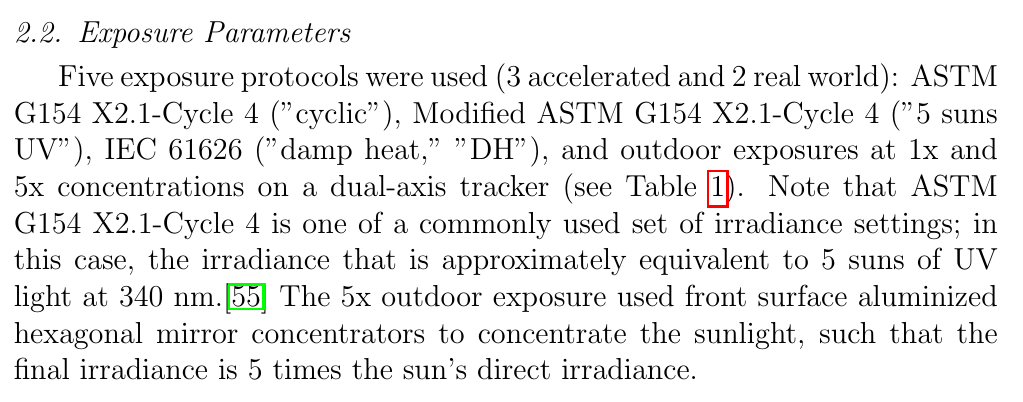 2.2. Exposure Parameters
Five exposure protocols were used (3 accelerated and 2 real world): ASTM
G154 X2.1-Cycle 4 (”cyclic”), Modified ASTM G154 X2.1-Cycle 4 (”5 suns
UV”), IEC 61626 (”damp heat,” ”DH”), and outdoor exposures at 1x and
5x concentrations on a dual-axis tracker (see Table 1). Note that ASTM
G154 X2.1-Cycle 4 is one of a commonly used set of irradiance settings; in
this case, the irradiance that is approximately equivalent to 5 suns of UV
light at 340 nm.[55] The 5x outdoor exposure used front surface aluminized
hexagonal mirror concentrators to concentrate the sunlight, such that the
final irradiance is 5 times the sun’s direct irradiance.